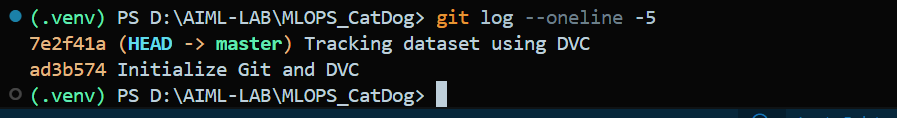 (.venv) PS D:\AIML-LAB\MLOPS_CatDog> git log --oneline -5
7e2f41a (HEAD -> master) Tracking dataset using DVC
ad3b574 Initialize Git and DVC
(.venv) PS D:\AIML-LAB\MLOPS_CatDog>